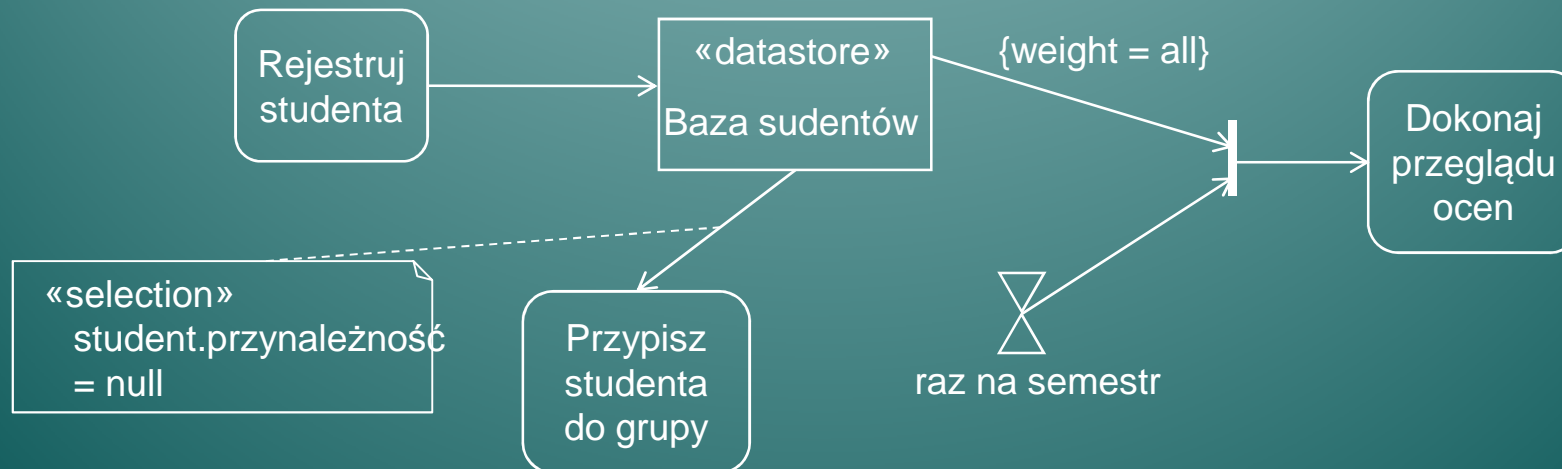 Rejestruj
studenta
«datastore»
Baza sudentów
{weight = all}
Dokonaj
przeglądu
ocen
«selection»
student.przynależność
= null
Przypisz
studenta
do grupy
raz na semestr